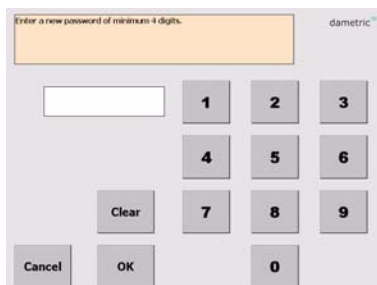 Enter a new password of minimum 4 digits.
dametric
1 2 3
4 5 6
Clear 7 8 9
Cancel OK 0